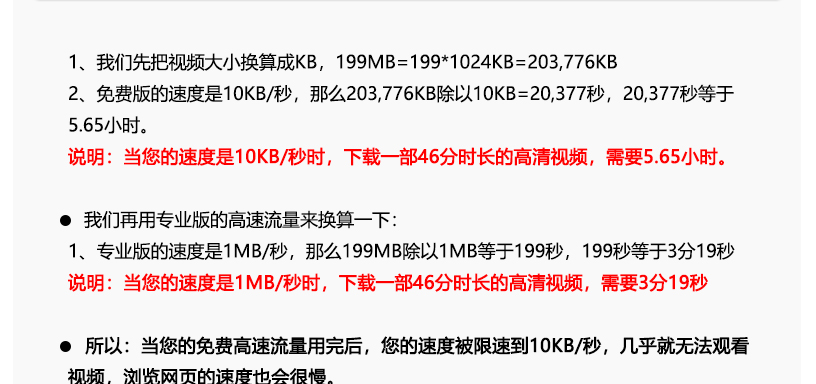 1、我们先把视频大小换算成KB，199MB=199*1024KB=203,776KB
2、免费版的速度是10KB/秒，那么203,776KB除以10KB=20,377秒，20,377秒等于
5.65小时。
说明：当您的速度是10KB/秒时，下载一部46分时长的高清视频，需要5.65小时。
● 我们再用专业版的高速流量来换算一下：
1、专业版的速度是1MB/秒，那么199MB除以1MB等于199秒，199秒等于3分19秒
说明：当您的速度是1MB/秒时，下载一部46分时长的高清视频，需要3分19秒
● 所以：当您的免费高速流量用完后，您的速度被限速到10KB/秒，几乎就无法观看
视频，浏览网页的速度也会很慢。